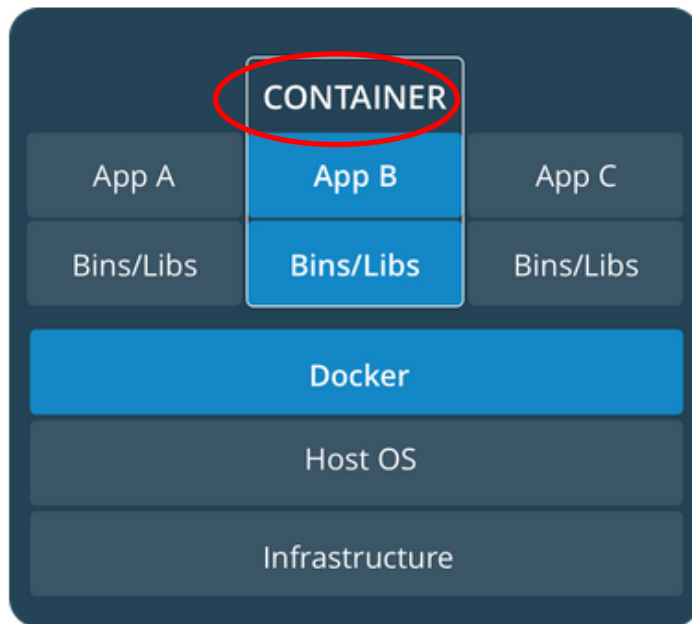 CONTAINER
App A App B App C
Bins/Libs Bins/Libs Bins/Libs
Docker
Host OS
Infrastructure